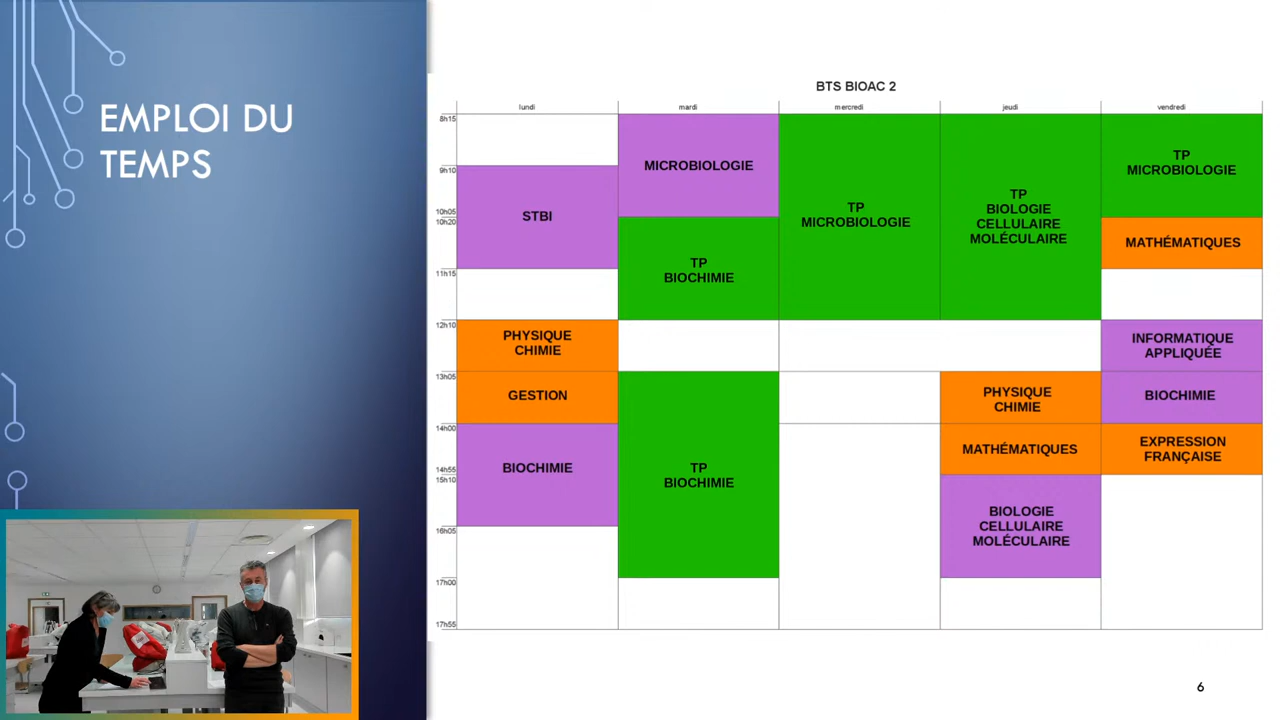 EMPLOI DU
TEMPS
BTS BIOAC 2
lundi
mardi
mercredi
jeudi
vendredi
8h15
9h10
10h05
10h20
11h15
12h10
13h05
14h00
14h55
15h10
16h05
17h00
17h55
STBI
PHYSIQUE
CHIMIE
GESTION
BIOCHIMIE
MICROBIOLOGIE
TP
BIOCHIMIE
TP
BIOCHIMIE
TP
MICROBIOLOGIE
TP
BIOLOGIE
CELLULAIRE
MOLÉCULAIRE
PHYSIQUE
CHIMIE
MATHÉMATIQUES
BIOLOGIE
CELLULAIRE
MOLÉCULAIRE
TP
MICROBIOLOGIE
MATHÉMATIQUES
INFORMATIQUE
APPLIQUÉE
BIOCHIMIE
EXPRESSION
FRANÇAISE
6